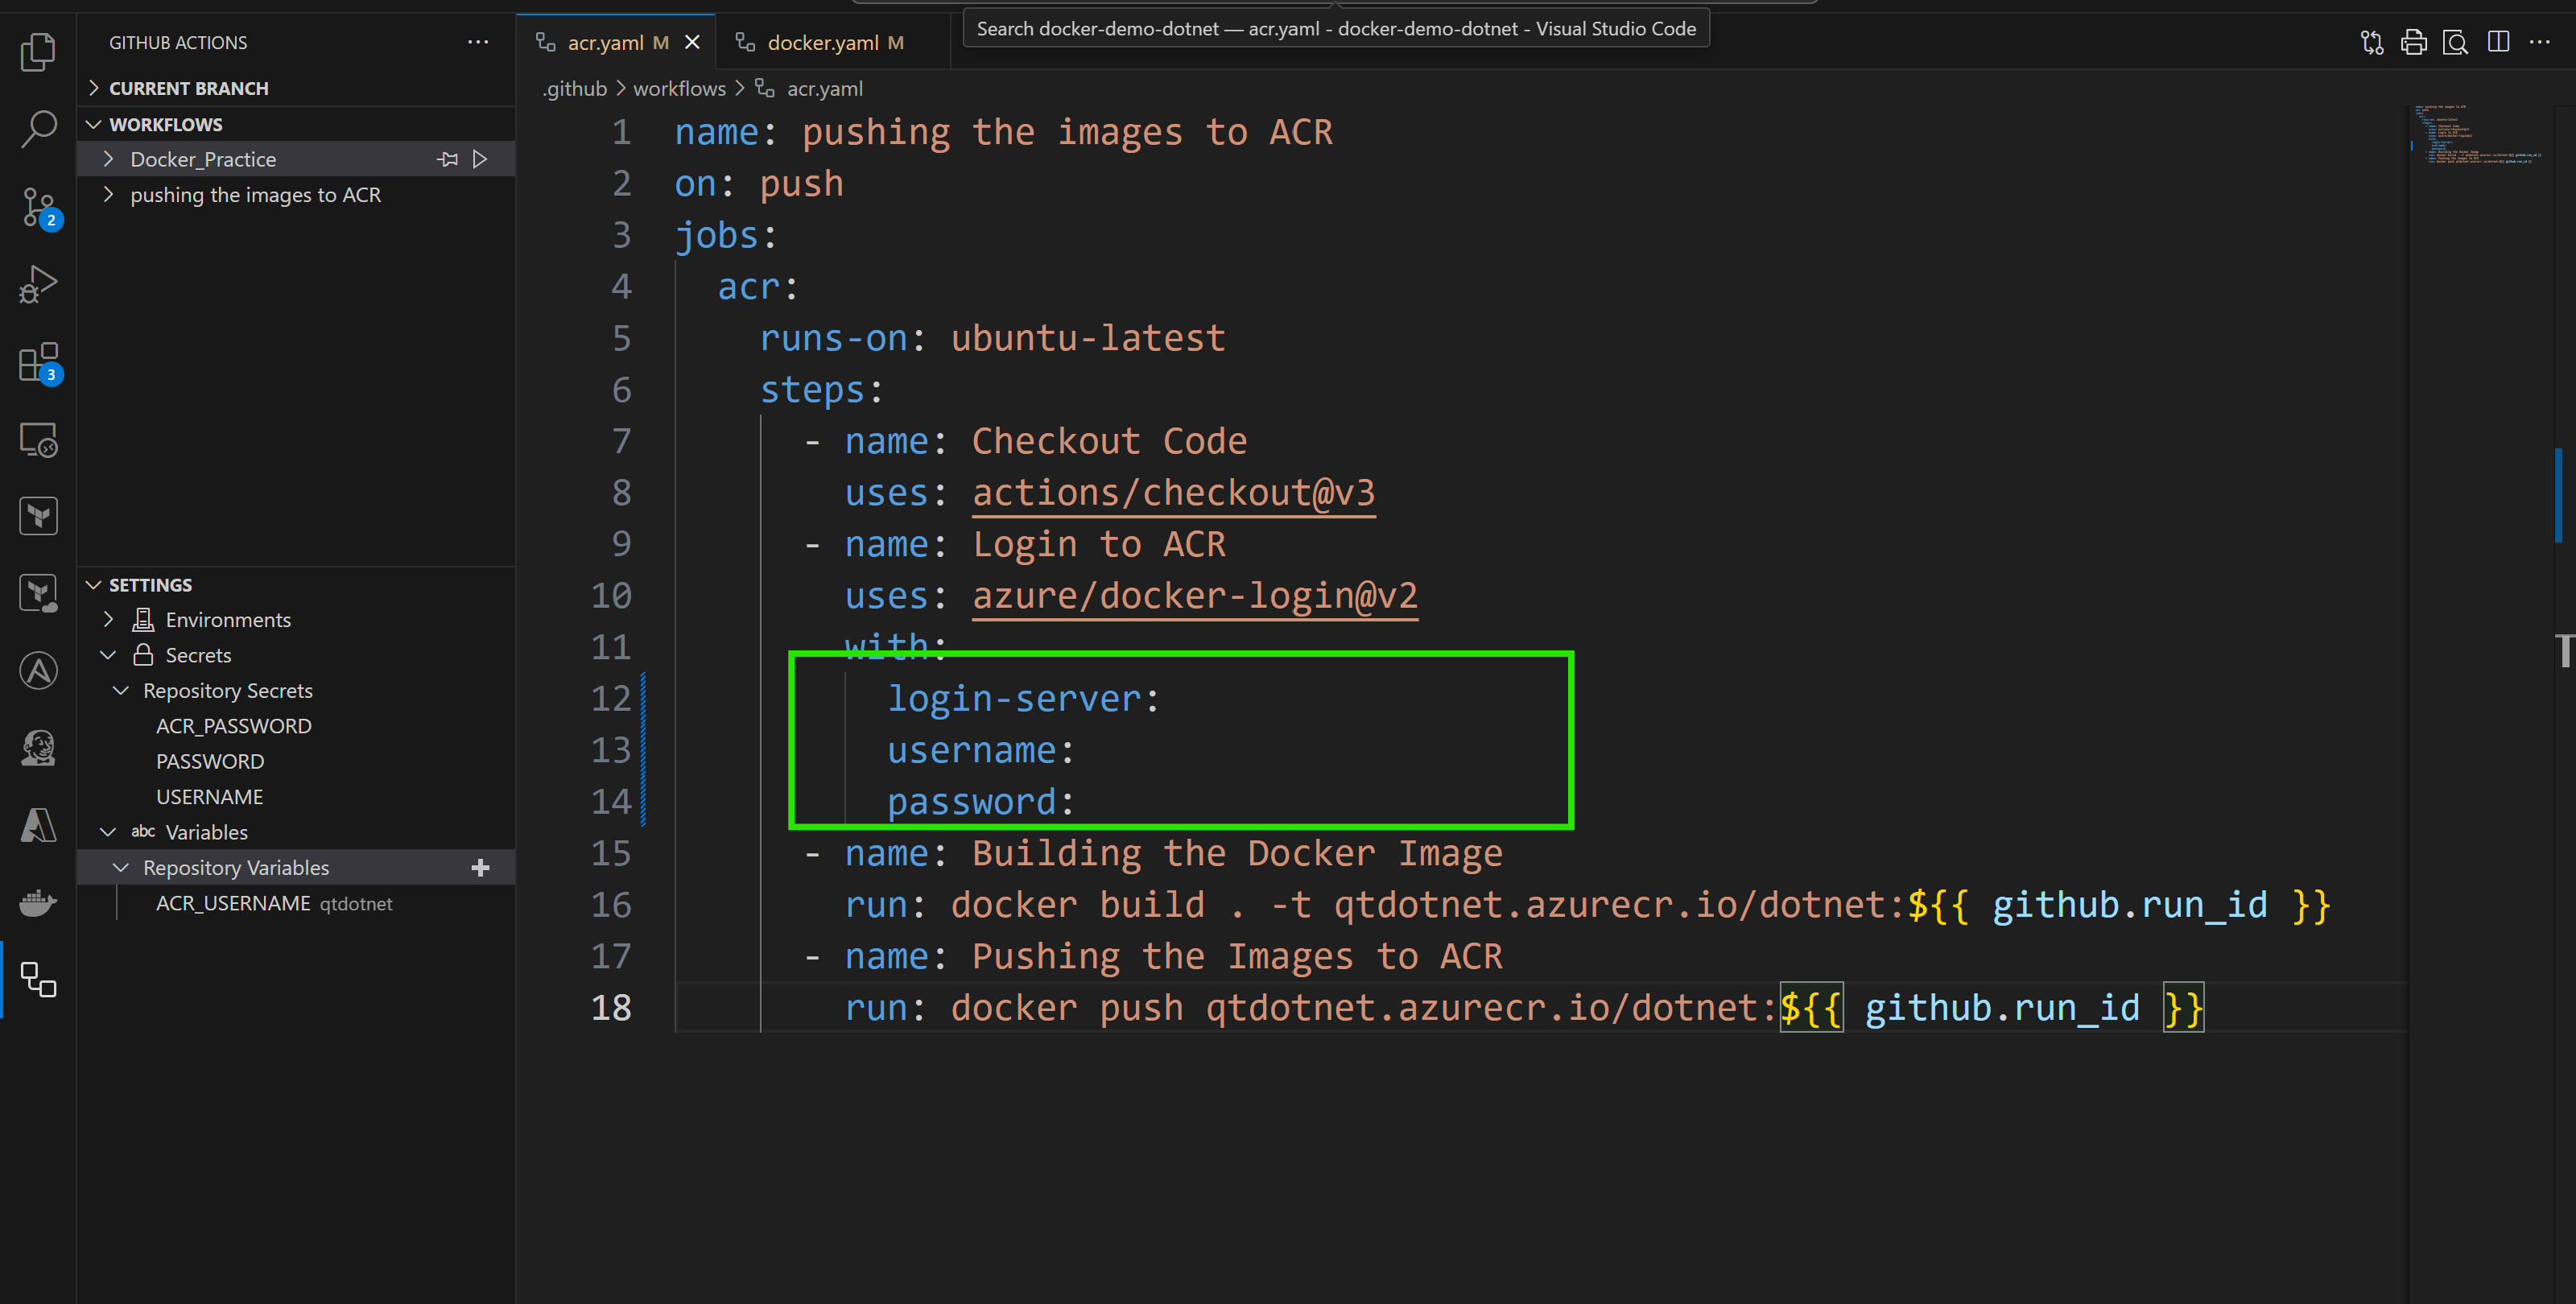 Search docker-demo-dotnet — acr.yaml - docker-demo-dotnet - Visual Studio Code
GITHUB ACTIONS
CURRENT BRANCH
WORKFLOWS
Docker_Practice
pushing the images to ACR
2
3
SETTINGS
Environments
Secrets
Repository Secrets
ACR_PASSWORD
PASSWORD
USERNAME
abc Variables
Repository Variables
ACR_USERNAME qtdotnet
acr.yaml M
docker.yaml M
.github > workflows > acr.yaml
1 name: pushing the images to ACR
2 on: push
3 jobs:
4 acr:
5 runs-on: ubuntu-latest
6 steps:
7 - name: Checkout Code
8 uses: actions/checkout@v3
9 - name: Login to ACR
10 uses: azure/docker-login@v2
11 with:
12 login-server:
13 username:
14 password:
15 - name: Building the Docker Image
16 run: docker build . -t qtdotnet.azurecr.io/dotnet:${{ github.run_id }}
17 - name: Pushing the Images to ACR
18 run: docker push qtdotnet.azurecr.io/dotnet:${{ github.run_id }}